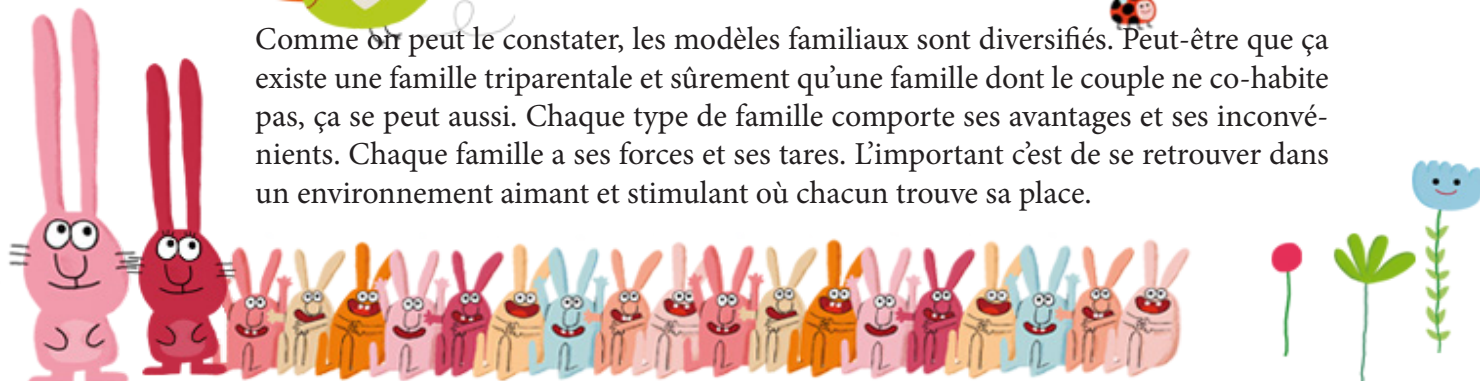 Comme on peut le constater, les modèles familiaux sont diversifiés. Peut-être que ça
existe une famille triparentale et sûrement qu'une famille dont le couple ne co-habite
pas, ça se peut aussi. Chaque type de famille comporte ses avantages et ses inconvé-
nients. Chaque famille a ses forces et ses tares. L'important c'est de se retrouver dans
un environnement aimant et stimulant où chacun trouve sa place.